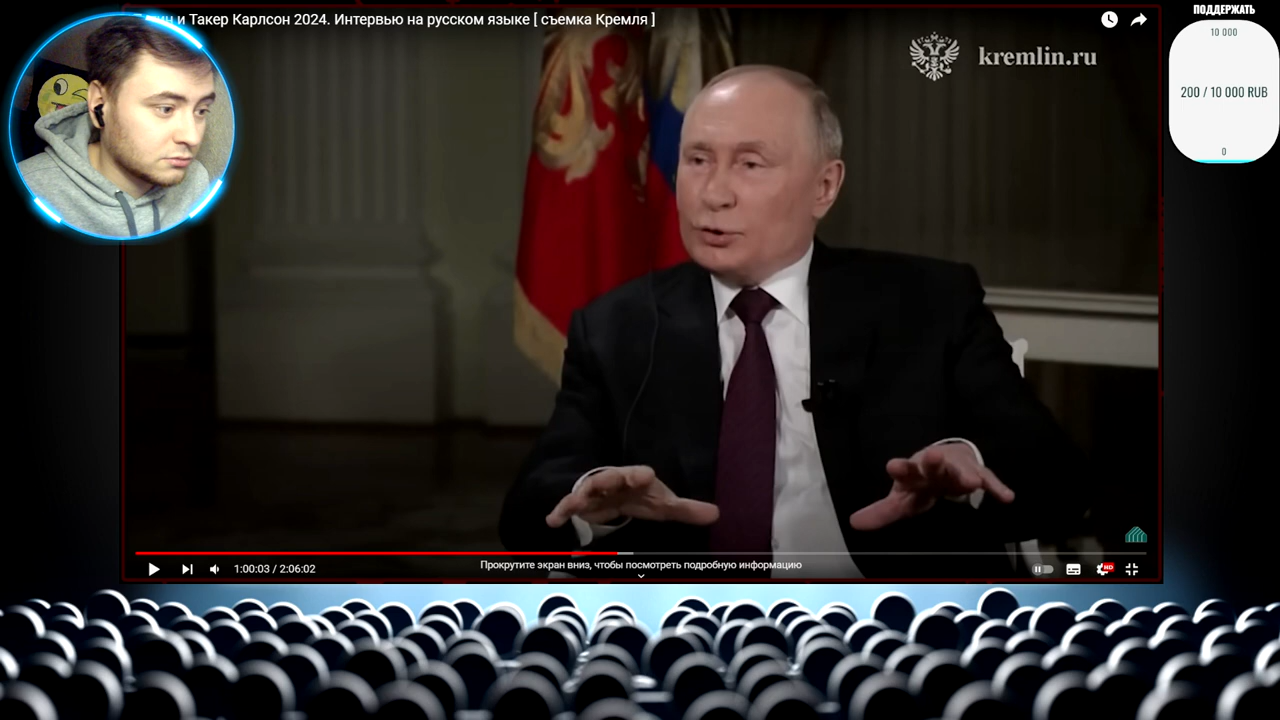 и Такер Карлсон 2024. Интервью на русском языке [ съемка Кремля ]
kremlin.ru
ПОДДЕРЖАТЬ
10 000
200 / 10 000 RUB
0
1:00:03 / 2:06:02
Прокрутите экран вниз, чтобы посмотреть подробную информацию
HD